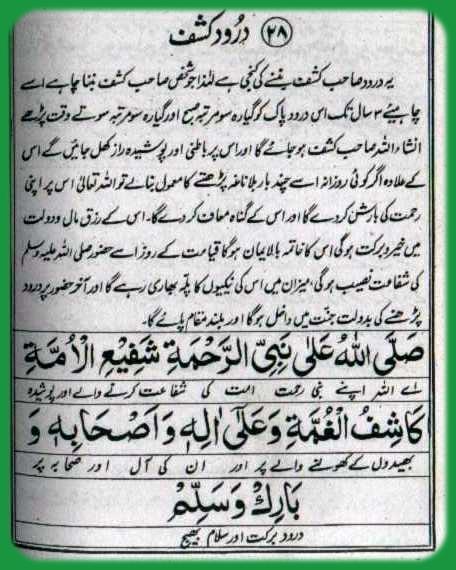 ۲۸ درود کشف
یہ درود صاحب کشف بننے کی کنجی ہے لہٰذا جو شخص صاحب کشف بننا چاہے اسے
چاہیئے ۳ سال تک اس درود پاک کو گیارہ سو مرتبہ صبح اور گیارہ سو مرتبہ سوتے وقت پڑھے
انشاء اللہ صاحب کشف ہو جائے گا اور اس پر باطنی اور پوشیدہ راز کھل جائیں گے اس
کے علاوہ اگر کوئی روزانہ اسے چند بار بلاناغہ پڑھنے کا معمول بنالے تو اللہ تعالیٰ اس پر اپنی
رحمت کی بارش کردے گا اور اس کے گناہ معاف کردے گا۔ اس کے رزق مال و دولت
میں خیر و برکت ہوگی اس کا خاتمہ بالایمان ہوگا قیامت کے روز اسے حضور صلی اللہ علیہ وسلم
کی شفاعت نصیب ہوگی، میزان میں اس کی نیکیوں کا پلہ بھاری رہے گا اور آخر حضور پر درود
پڑھنے کی بدولت جنت میں داخل ہوگا اور بلند مقام پائے گا۔
صَلَّى اللّٰهُ عَلٰى نَبِيِّ الرَّحْمَةِ شَفِيْعِ الْاُمَّةِ
اے اللہ اپنے نبی رحمت امت کی شفاعت کرنے والے اور پوشیدہ
كَاشِفُ الْغُمَّةِ وَعَلٰى اٰلِهٖ وَاَصْحَابِهٖ وَ
بھیدوں کے کھولنے والے پر اور ان کی آل اور صحابہ پر
بَارِكْ وَسَلِّمْ
درود برکت اور سلام بھیج